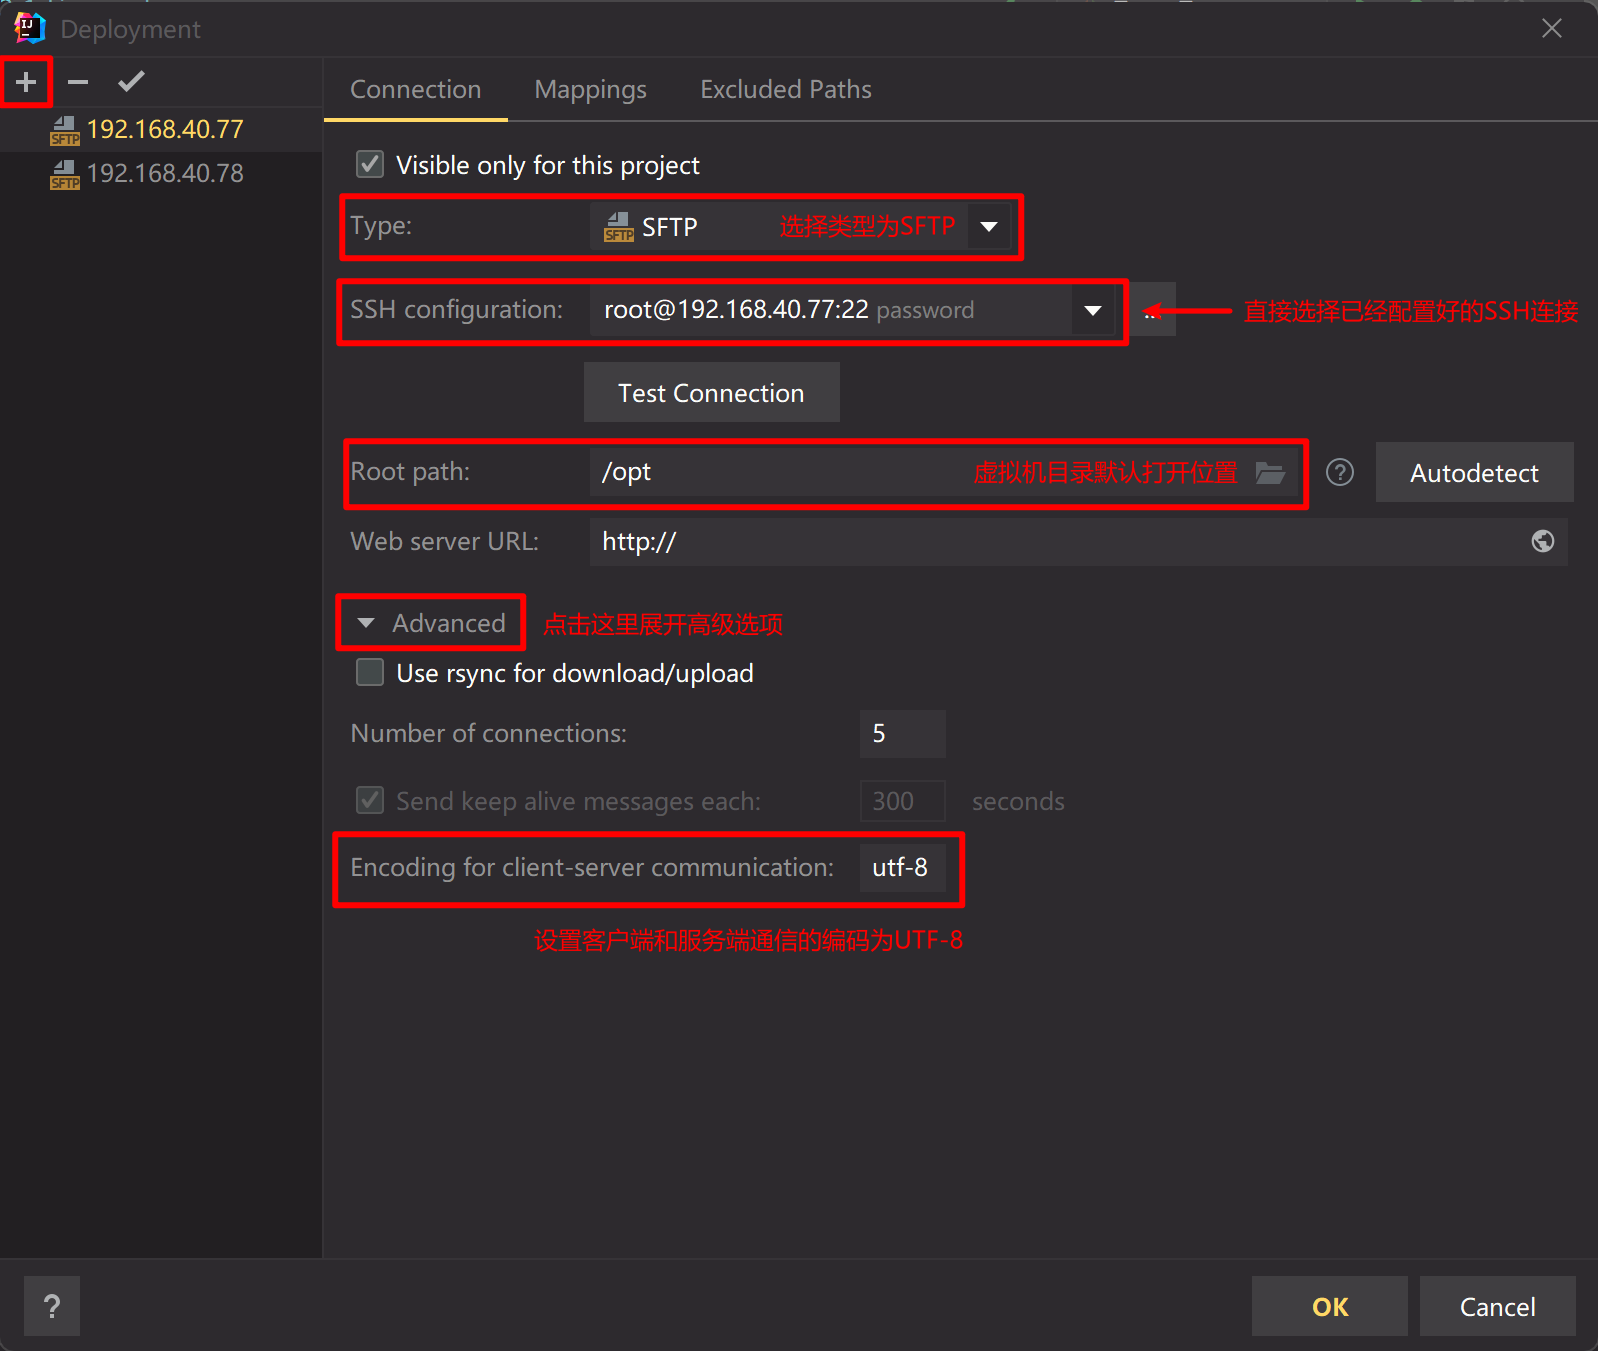 Deployment
Connection Mappings Excluded Paths
SFTP 192.168.40.77
SFTP 192.168.40.78
Visible only for this project
Type: SFTP SFTP 选择类型为SFTP
SSH configuration: root@192.168.40.77:22 password 直接选择已经配置好的SSH连接
Test Connection
Root path: /opt 虚拟机目录默认打开位置 ? Autodetect
Web server URL: http://
Advanced 点击这里展开高级选项
Use rsync for download/upload
Number of connections: 5
Send keep alive messages each: 300 seconds
Encoding for client-server communication: utf-8
设置客户端和服务端通信的编码为UTF-8
? OK Cancel